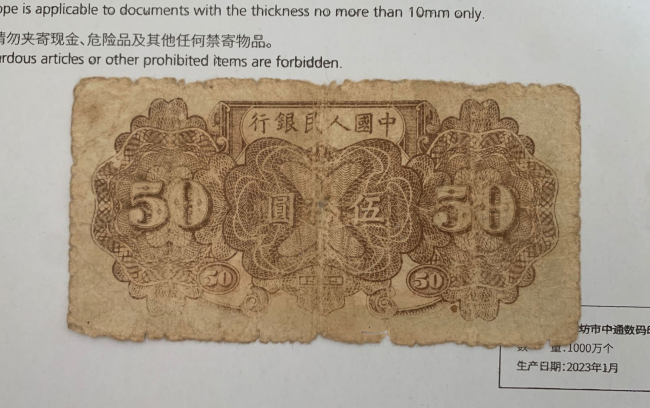 ope is applicable to documents with the thickness no more than 10mm only.
请勿夹寄现金、危险品及其他任何禁寄物品。
rdous articles or other prohibited items are forbidden.
中國人民銀行
50 伍拾圓 50
50 50
坊市中通数码
数 量:1000万个
生产日期:2023年1月